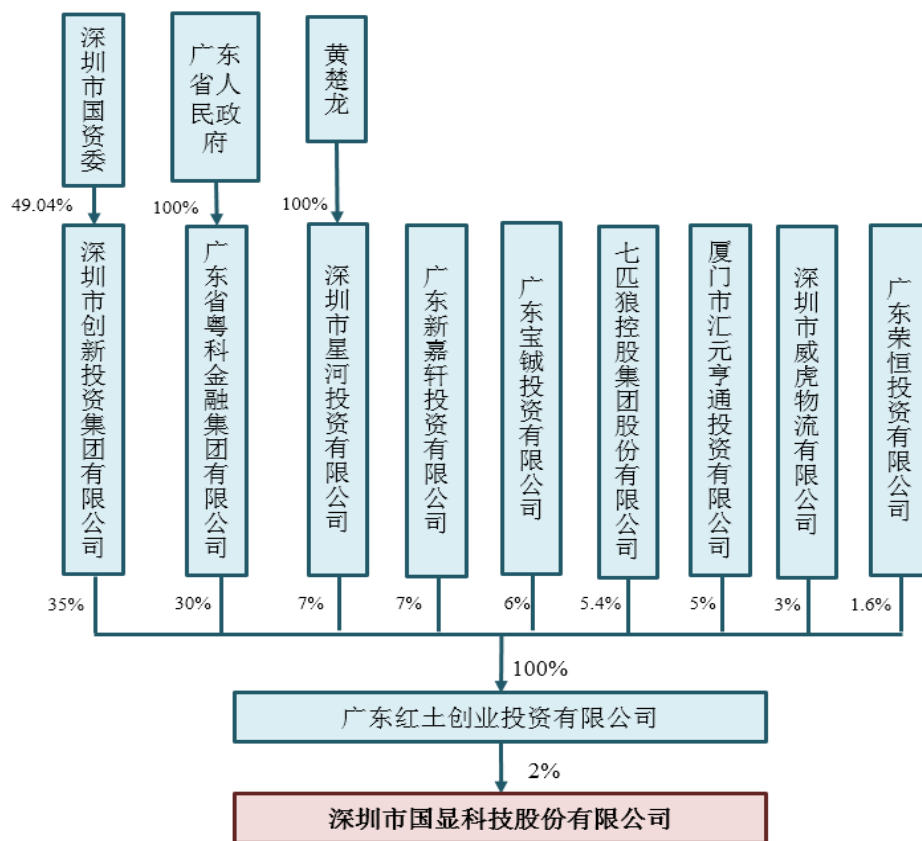 深圳市国资委
广东省人民政府
黄楚龙
49.04%
100%
100%
深圳市创新投资集团有限公司
广东省粤科金融集团有限公司
深圳市星河投资有限公司
广东新嘉轩投资有限公司
广东宝铖投资有限公司
七匹狼控股集团股份有限公司
厦门市汇元亨通投资有限公司
深圳市威虎物流有限公司
广东荣恒投资有限公司
35%
30%
7%
7%
6%
5.4%
5%
3%
1.6%
100%
广东红土创业投资有限公司
2%
深圳市国显科技股份有限公司